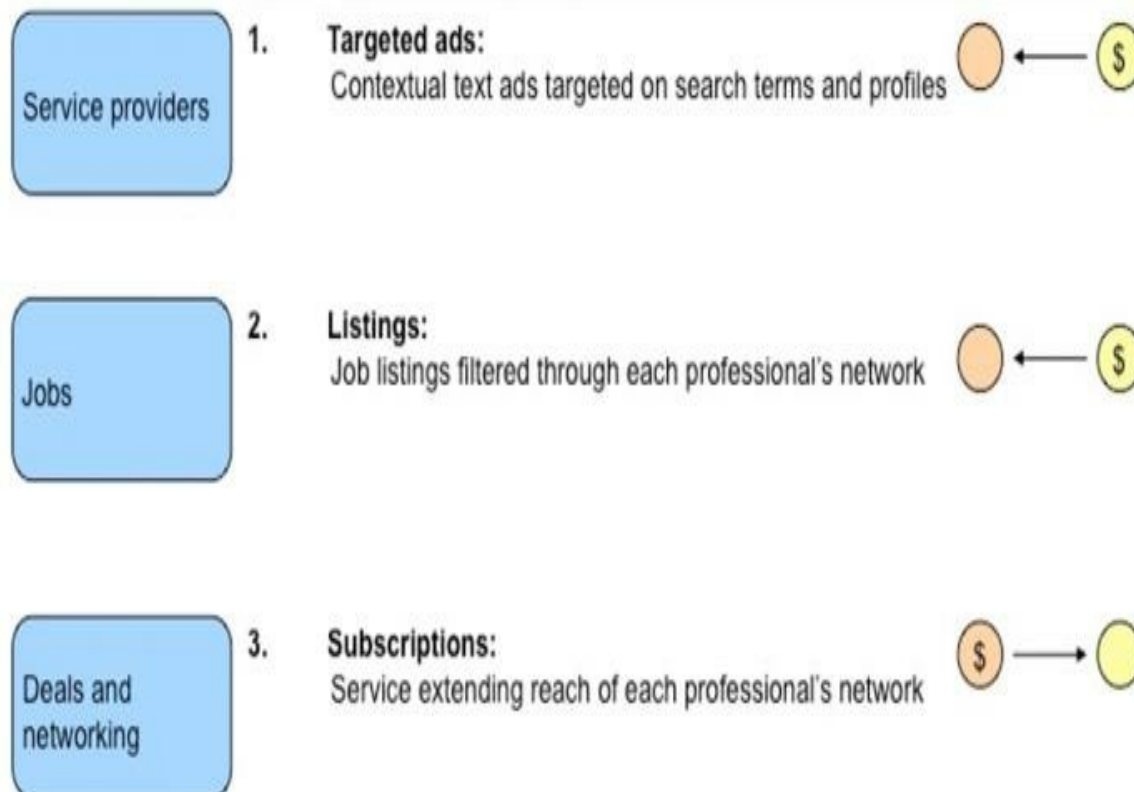 Service providers
1. Targeted ads:
Contextual text ads targeted on search terms and profiles
$
Jobs
2. Listings:
Job listings filtered through each professional's network
$
Deals and
networking
3. Subscriptions:
Service extending reach of each professional's network
$